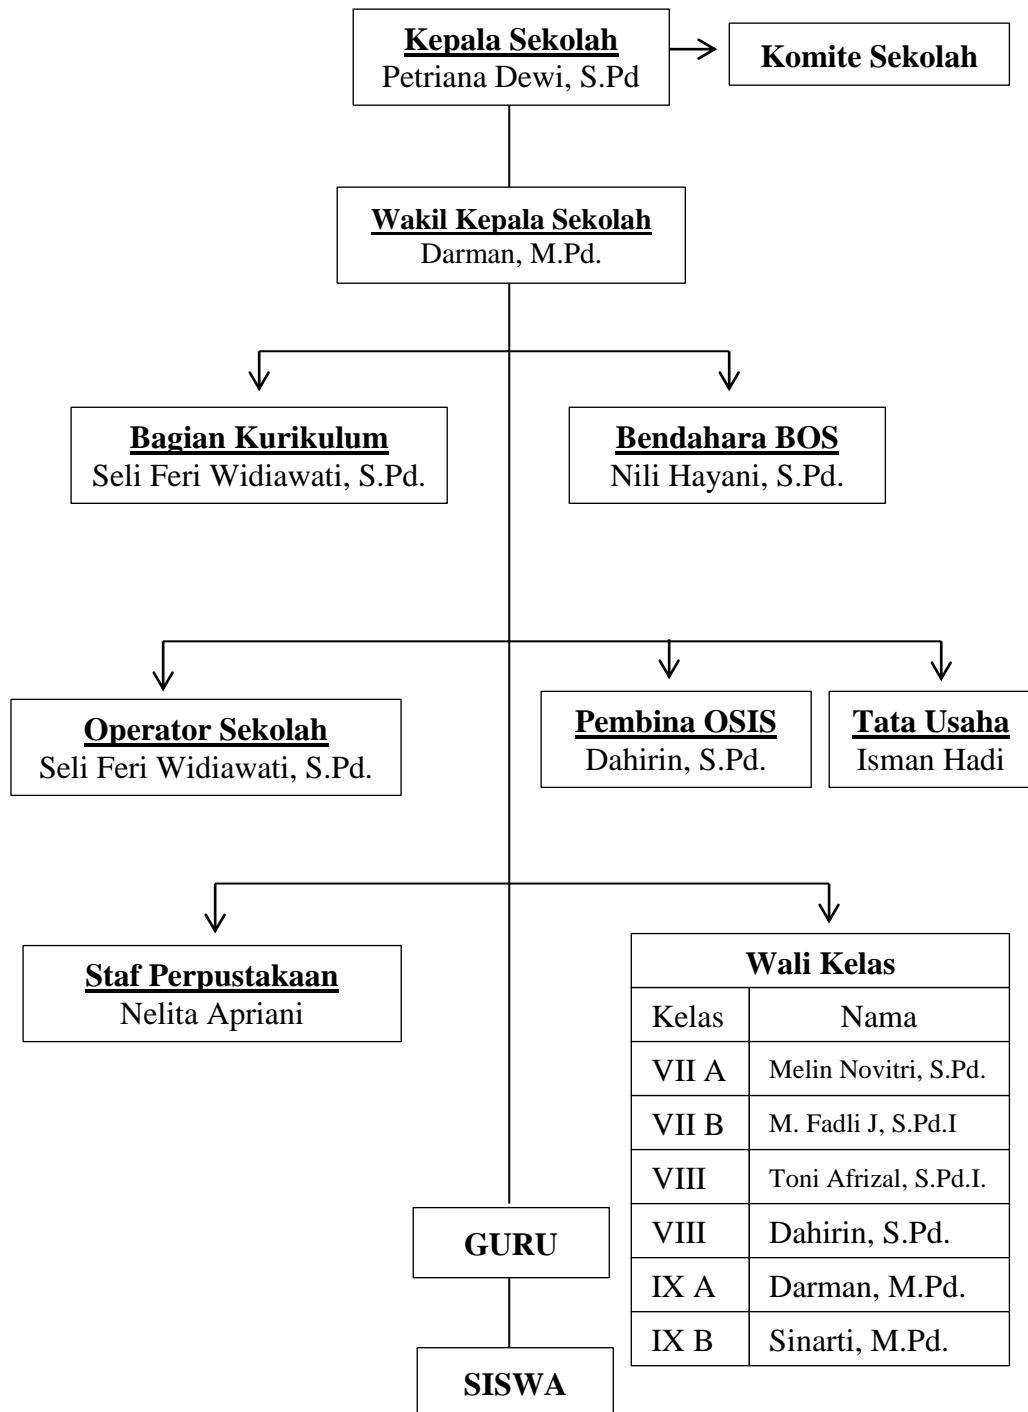 Kepala Sekolah
Petriana Dewi, S.Pd
Komite Sekolah
Wakil Kepala Sekolah
Darman, M.Pd.
Bagian Kurikulum
Seli Feri Widiawati, S.Pd.
Bendahara BOS
Nili Hayani, S.Pd.
Operator Sekolah
Seli Feri Widiawati, S.Pd.
Pembina OSIS
Dahirin, S.Pd.
Tata Usaha
Isman Hadi
Staf Perpustakaan
Nelita Apriani
Wali Kelas
Kelas Nama
VII A Melin Novitri, S.Pd.
VII B M. Fadli J, S.Pd.I
VIII Toni Afrizal, S.Pd.I.
VIII Dahirin, S.Pd.
IX A Darman, M.Pd.
IX B Sinarti, M.Pd.
GURU
SISWA